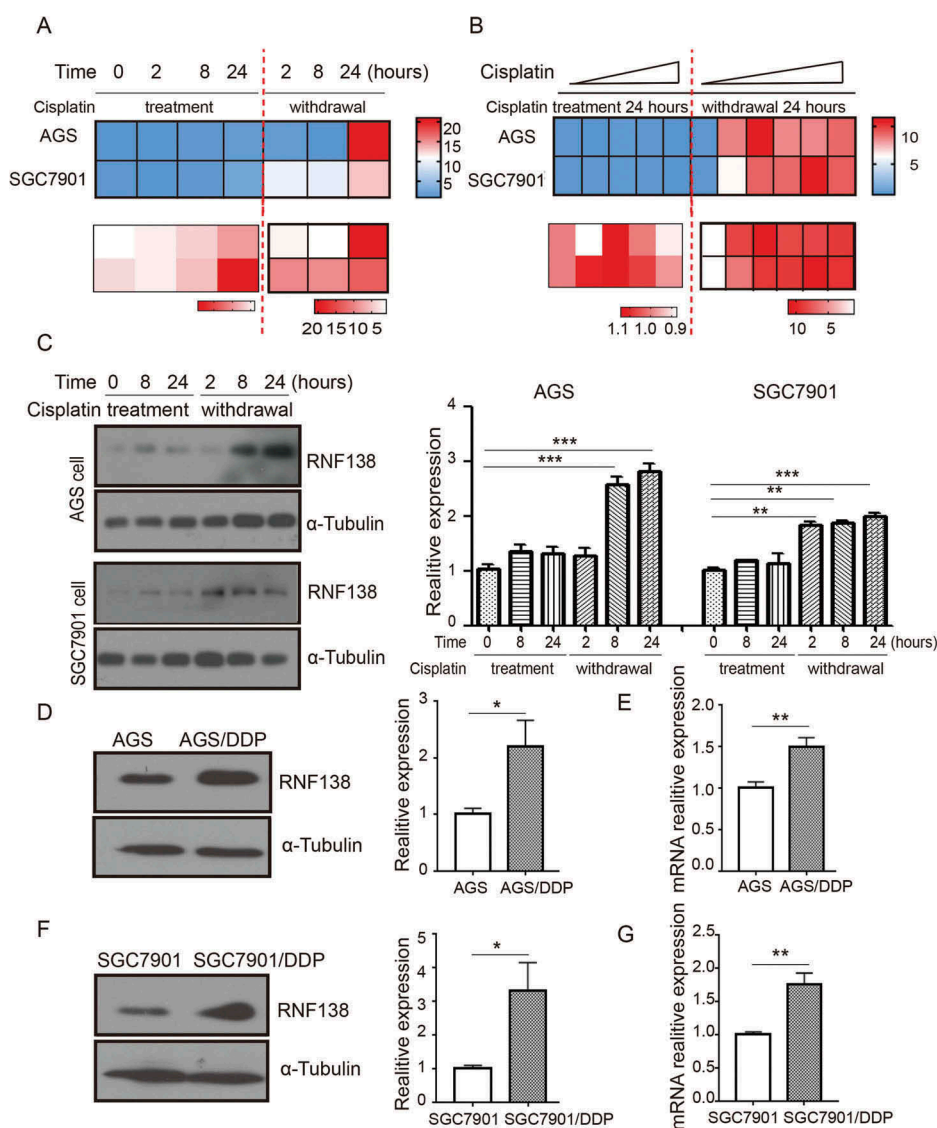 A
Time 0 2 8 24 2 8 24 (hours)
Cisplatin treatment withdrawal
AGS
SGC7901
20
15
10
5
20 15 10 5
B
Cisplatin
Cisplatin treatment 24 hours withdrawal 24 hours
AGS
SGC7901
10
5
1.1 1.0 0.9
10 5
C
Time 0 8 24 2 8 24 (hours)
Cisplatin treatment withdrawal
AGS cell
RNF138
α-Tubulin
SGC7901 cell
RNF138
α-Tubulin
AGS SGC7901
Realitive expression
4
3
2
1
0
*** 
***
***
**
**
Time 0 8 24 2 8 24 0 8 24 2 8 24 (hours)
Cisplatin treatment withdrawal treatment withdrawal
D
AGS AGS/DDP
RNF138
α-Tubulin
Realitive expression
3
2
1
0
*
AGS AGS/DDP
E
mRNA realitive expression
2.0
1.5
1.0
0.5
0.0
**
AGS AGS/DDP
F
SGC7901 SGC7901/DDP
RNF138
α-Tubulin
Realitive expression
5
4
3
2
1
0
*
SGC7901 SGC7901/DDP
G
mRNA realitive expression
2.5
2.0
1.5
1.0
0.5
0.0
**
SGC7901 SGC7901/DDP